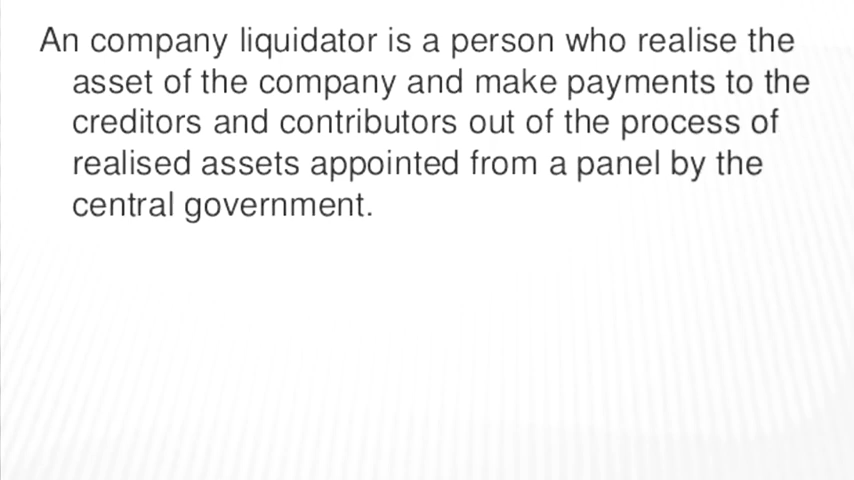 An company liquidator is a person who realise the
asset of the company and make payments to the
creditors and contributors out of the process of
realised assets appointed from a panel by the
central government.